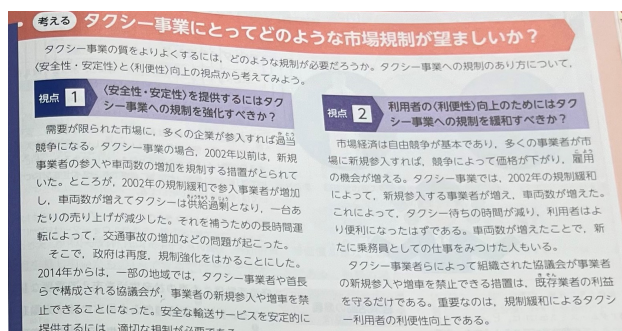 考える タクシー事業にとってどのような市場規制が望ましいか？
タクシー事業の質をよりよくするには，どのような規制が必要だろうか。タクシー事業への規制のあり方について，
〈安全性・安定性〉と〈利便性〉向上の視点から考えてみよう。
視点 1 〈安全性・安定性〉を提供するにはタク
シー事業への規制を強化すべきか？
需要が限られた市場に，多くの企業が参入すれば過当
競争になる。タクシー事業の場合，2002年以前は，新規
事業者の参入や車両数の増加を規制する措置がとられて
いた。ところが，2002年の規制緩和で参入事業者が増加
し，車両数が増えてタクシーは供給過剰となり，一台あ
たりの売り上げが減少した。それを補うための長時間運
転によって，交通事故の増加などの問題が起こった。
そこで，政府は再度，規制強化をはかることにした。
2014年からは，一部の地域では，タクシー事業者や首長
らで構成される協議会が，事業者の新規参入や増車を禁
止できることになった。安全な輸送サービスを安定的に
提供するには，適切な規制が必要である
視点 2 利用者の〈利便性〉向上のためにはタク
シー事業への規制を緩和すべきか？
市場経済は自由競争が基本であり，多くの事業者が市
場に新規参入すれば，競争によって価格が下がり，雇用
の機会が増える。タクシー事業では，2002年の規制緩和
によって，新規参入する事業者が増え，車両数が増えた。
これによって，タクシー待ちの時間が減り，利用者はよ
り便利になったはずである。車両数が増えたことで，新
たに乗務員としての仕事をみつけた人もいる。
タクシー事業者らによって組織された協議会が事業者
の新規参入や増車を禁止できる措置は，既存業者の利益
を守るだけである。重要なのは，規制緩和によるタクシ
ー利用者の利便性向上である。